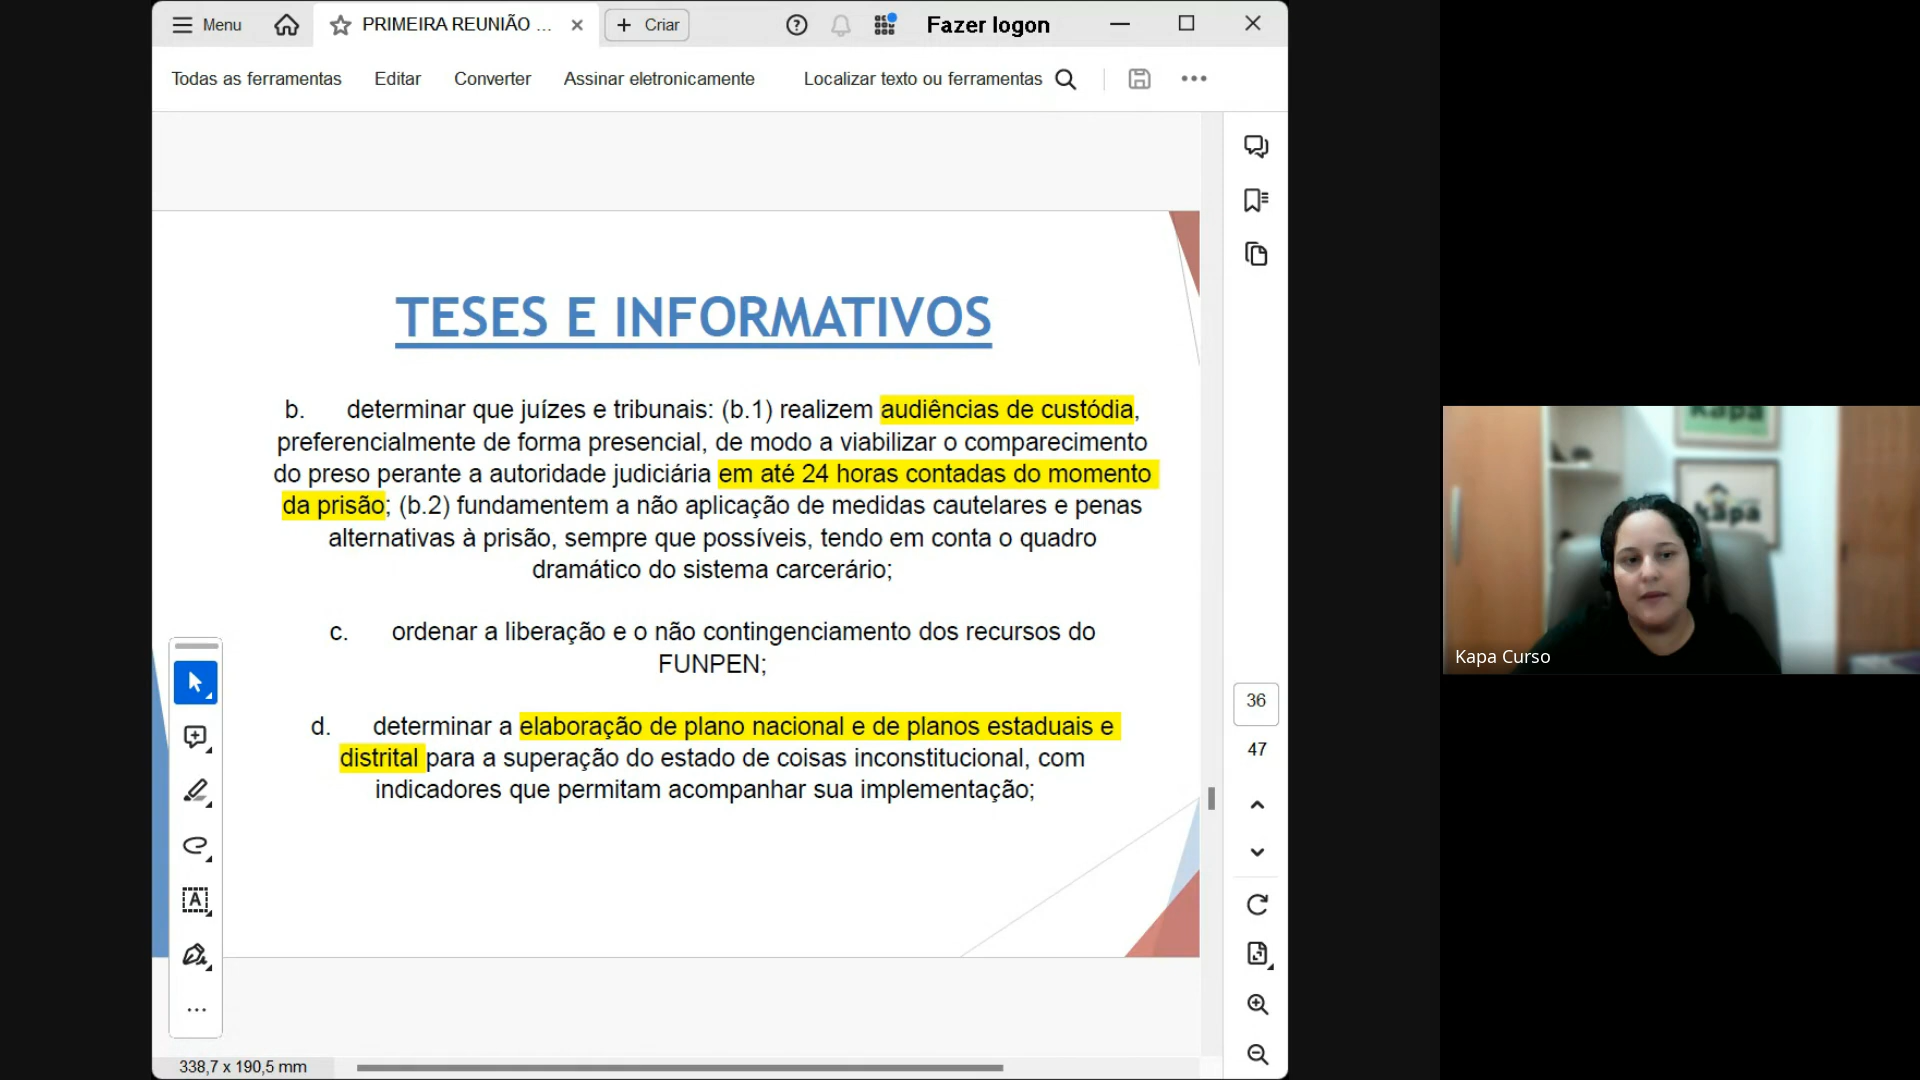 Menu
PRIMEIRA REUNIÃO ...
Criar
Fazer logon
Todas as ferramentas
Editar
Converter
Assinar eletronicamente
Localizar texto ou ferramentas
TESES E INFORMATIVOS
b. determinar que juízes e tribunais: (b.1) realizem audiências de custódia,
preferencialmente de forma presencial, de modo a viabilizar o comparecimento
do preso perante a autoridade judiciária em até 24 horas contadas do momento
da prisão; (b.2) fundamentem a não aplicação de medidas cautelares e penas
alternativas à prisão, sempre que possíveis, tendo em conta o quadro
dramático do sistema carcerário;
c. ordenar a liberação e o não contingenciamento dos recursos do
FUNPEN;
d. determinar a elaboração de plano nacional e de planos estaduais e
distrital para a superação do estado de coisas inconstitucional, com
indicadores que permitam acompanhar sua implementação;
36
47
338,7 x 190,5 mm
kapa
kapa
Kapa Curso